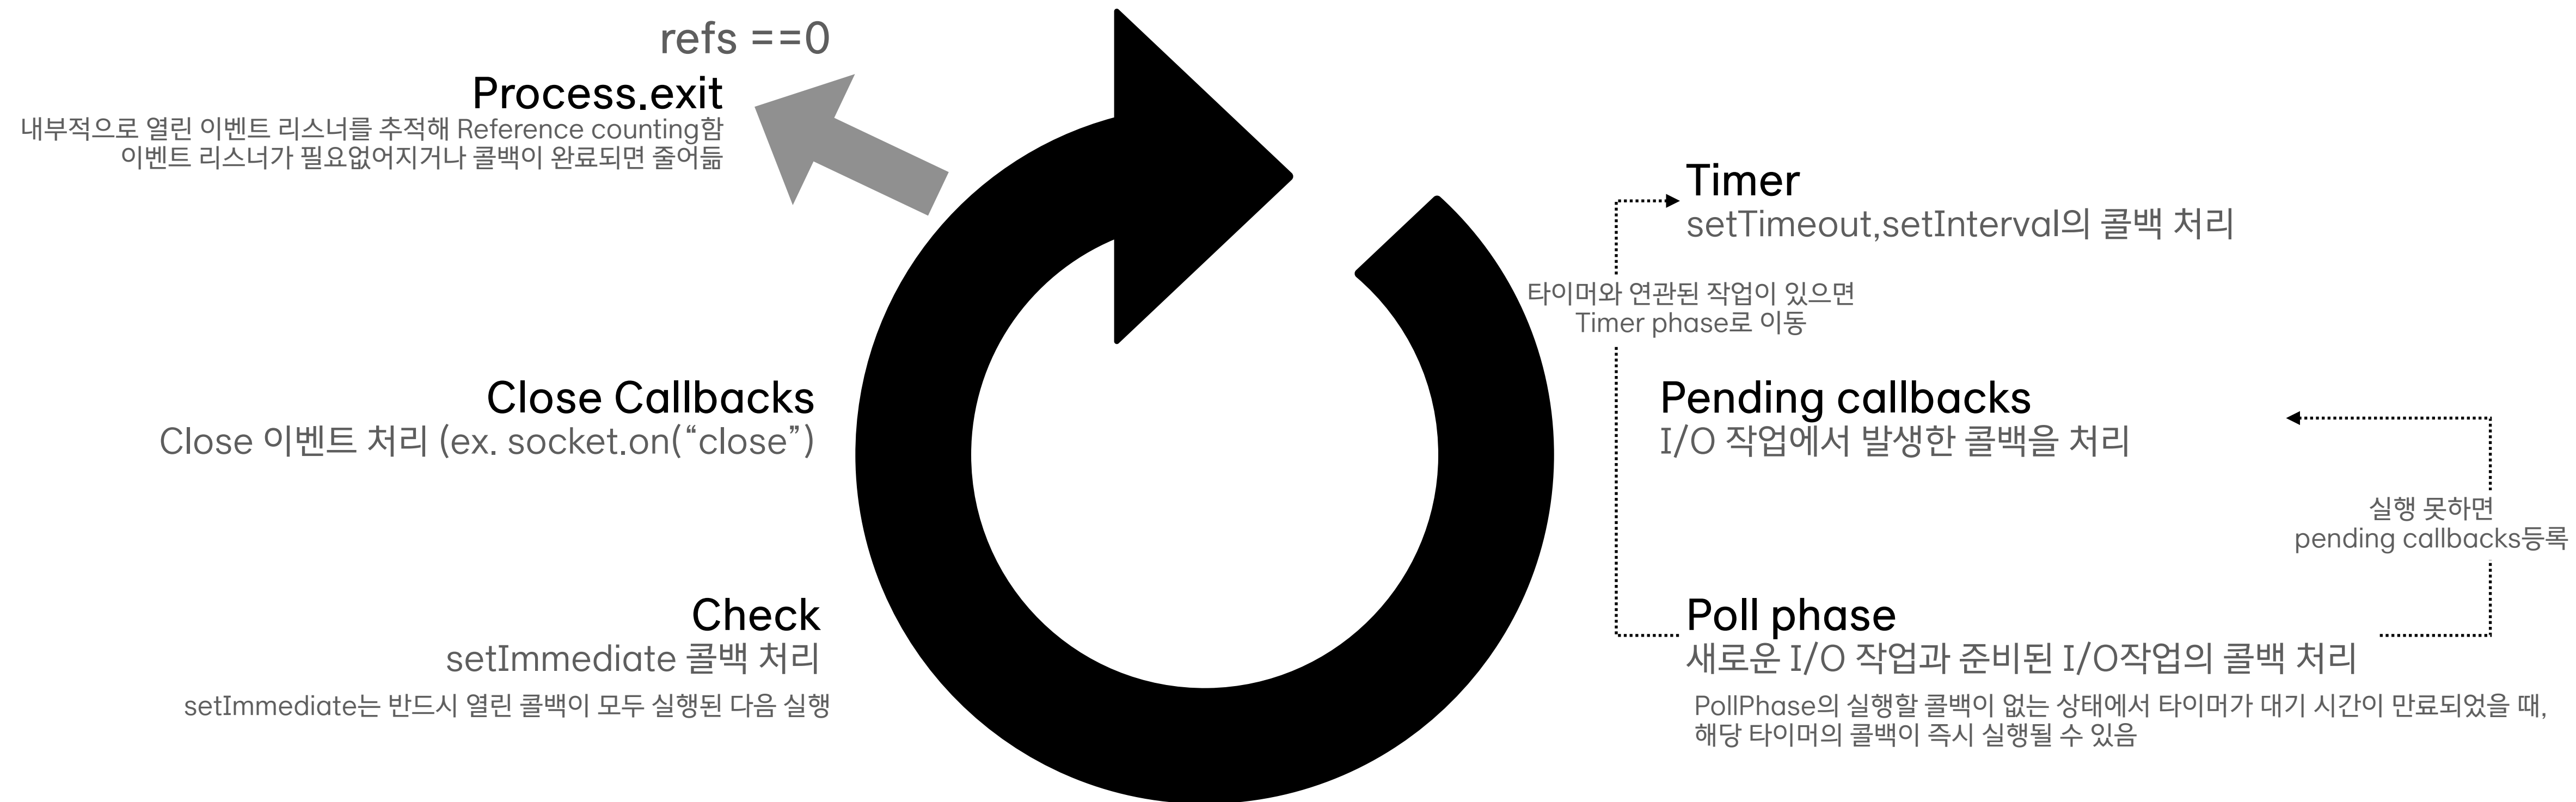 refs ==0
Process.exit
내부적으로 열린 이벤트 리스너를 추적해 Reference counting함
이벤트 리스너가 필요없어지거나 콜백이 완료되면 줄어듦
Timer
setTimeout,setInterval의 콜백 처리
타이머와 연관된 작업이 있으면
Timer phase로 이동
Close Callbacks
Close 이벤트 처리 (ex. socket.on(“close”)
Pending callbacks
I/O 작업에서 발생한 콜백을 처리
실행 못하면
pending callbacks등록
Check
setImmediate 콜백 처리
setImmediate는 반드시 열린 콜백이 모두 실행된 다음 실행
Poll phase
새로운 I/O 작업과 준비된 I/O작업의 콜백 처리
PollPhase의 실행할 콜백이 없는 상태에서 타이머가 대기 시간이 만료되었을 때,
해당 타이머의 콜백이 즉시 실행될 수 있음